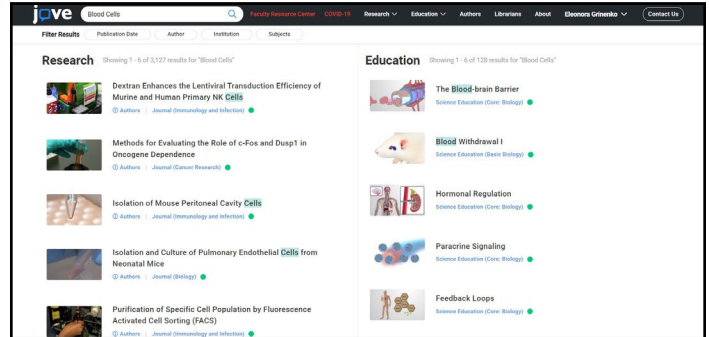 jove
Blood Cells
Faculty Resource Center
COVID-19
Research
Education
Authors
Librarians
About
Eleonora Grinenko
Contact Us
Filter Results
Publication Date
Author
Institution
Subjects
Research
Showing 1 - 6 of 3,127 results for "Blood Cells"
Dextran Enhances the Lentiviral Transduction Efficiency of
Murine and Human Primary NK Cells
Authors | Journal (Immunology and Infection)
Methods for Evaluating the Role of c-Fos and Dusp1 in
Oncogene Dependence
Authors | Journal (Cancer Research)
Isolation of Mouse Peritoneal Cavity Cells
Authors | Journal (Immunology and Infection)
Isolation and Culture of Pulmonary Endothelial Cells from
Neonatal Mice
Authors | Journal (Biology)
Purification of Specific Cell Population by Fluorescence
Activated Cell Sorting (FACS)
Authors | Journal (Immunology and Infection)
Education
Showing 1 - 6 of 128 results for "Blood Cells"
The Blood-brain Barrier
Science Education (Core: Biology)
Blood Withdrawal I
Science Education (Basic Biology)
Hormonal Regulation
Science Education (Core: Biology)
Paracrine Signaling
Science Education (Core: Biology)
Feedback Loops
Science Education (Core: Biology)